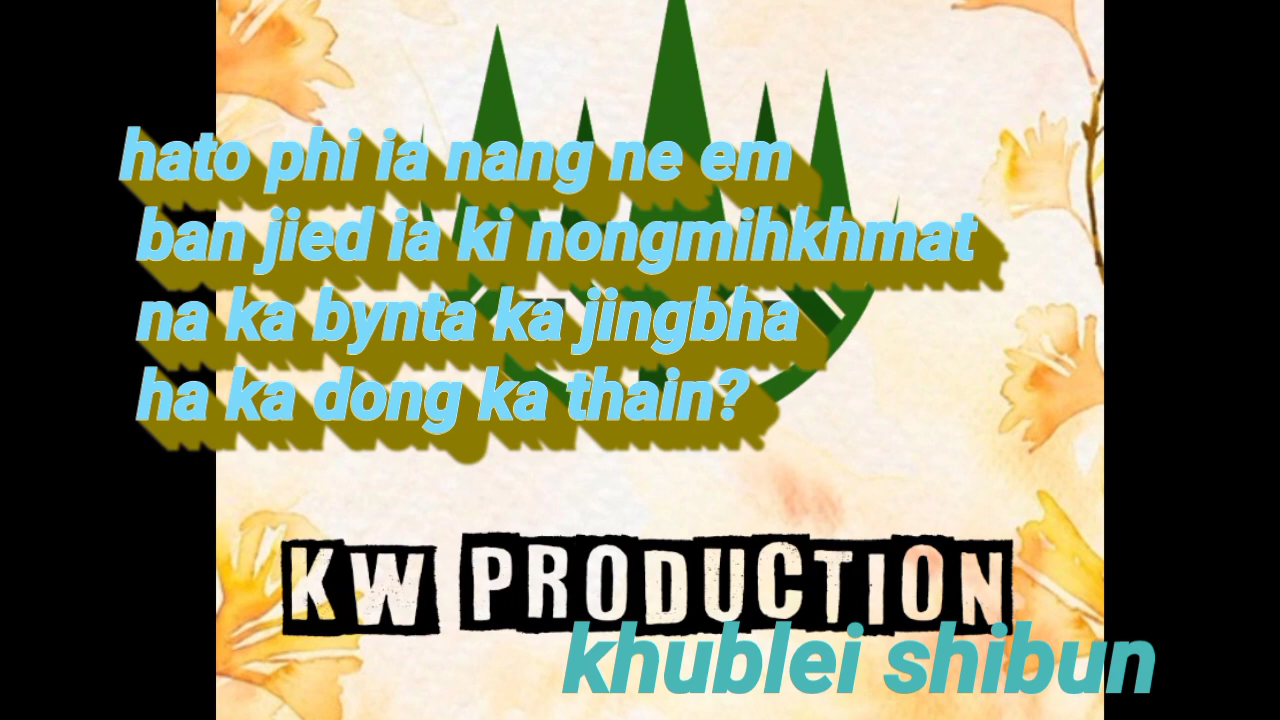 hato phi ia nang ne em
ban jied ia ki nongmihkhmat
na ka bynta ka jingbha
ha ka dong ka thain?
KW PRODUCTION
khublei shibun